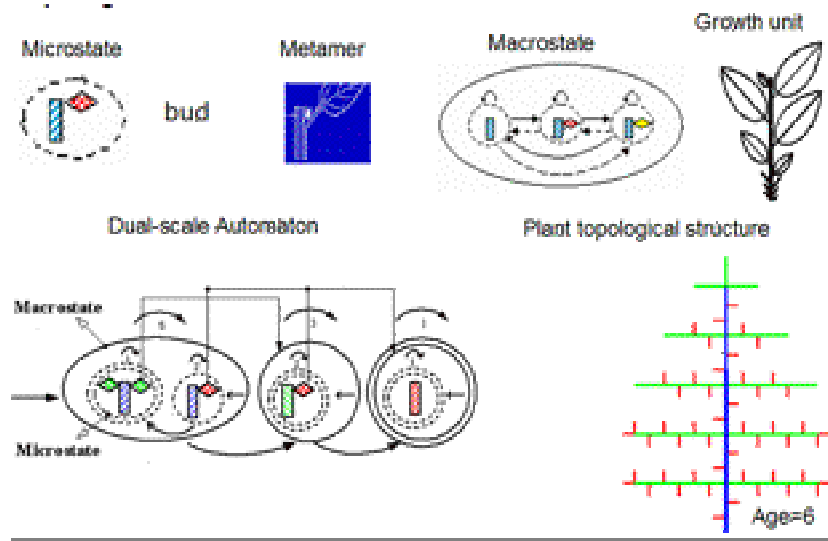 Growth unit
Microstate
Metamer
Macrostate
bud
Dual-scale Automaton
Plant topological structure
Macrostate
Microstate
Age=6